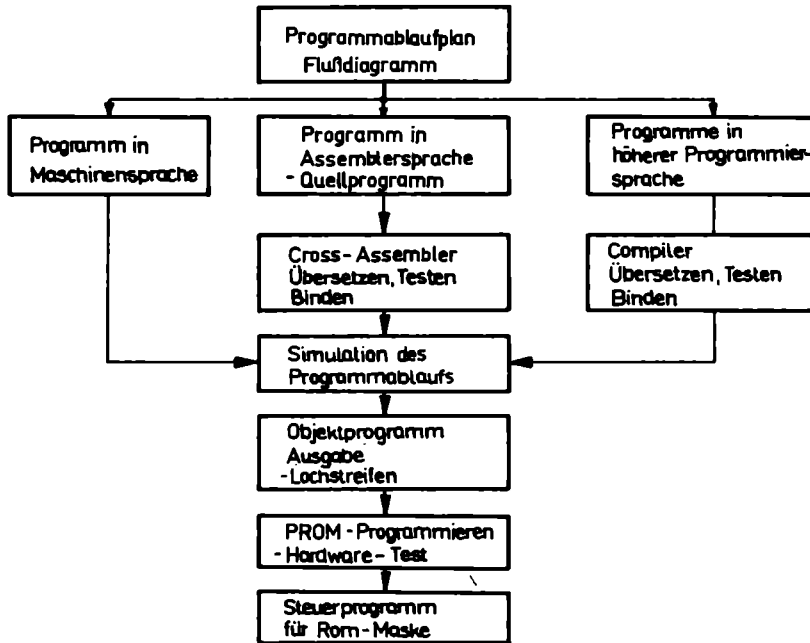 Programmablaufplan
Flußdiagramm
Programm in
Maschinensprache
Programm in
Assemblersprache
- Quellprogramm
Programme in
höherer Programmier-
sprache
Cross-Assembler
Übersetzen, Testen
Binden
Compiler
Übersetzen, Testen
Binden
Simulation des
Programmablaufs
Objektprogramm
Ausgabe
-Lochstreifen
PROM-Programmieren
- Hardware-Test
Steuerprogramm
für Rom-Maske